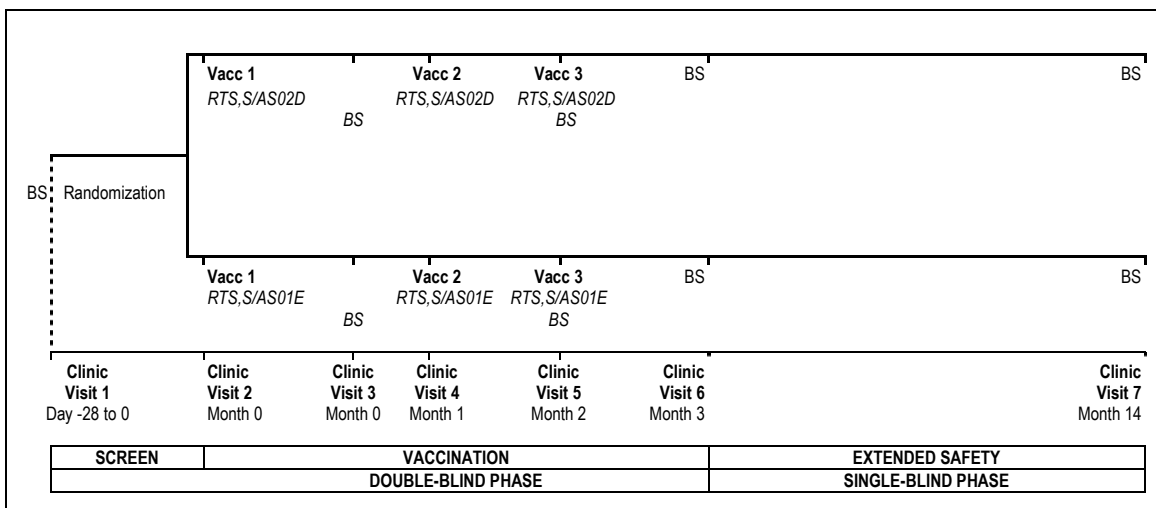 Vacc 1 Vacc 2 Vacc 3 BS BS
RTS,S/AS02D RTS,S/AS02D RTS,S/AS02D
BS BS
BS Randomization
Vacc 1 Vacc 2 Vacc 3 BS BS
RTS,S/AS01E RTS,S/AS01E RTS,S/AS01E
BS BS
Clinic Clinic Clinic Clinic Clinic Clinic Clinic
Visit 1 Visit 2 Visit 3 Visit 4 Visit 5 Visit 6 Visit 7
Day -28 to 0 Month 0 Month 0 Month 1 Month 2 Month 3 Month 14
SCREEN VACCINATION EXTENDED SAFETY
DOUBLE-BLIND PHASE SINGLE-BLIND PHASE